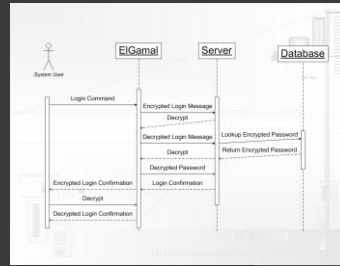 ElGamal
Server
Database
System User
Login Command
Encrypted Login Message
Decrypt
Decrypted Login Message
Lookup Encrypted Password
Decrypt
Return Encrypted Password
Decrypted Password
Encrypted Login Confirmation
Login Confirmation
Decrypt
Decrypted Login Confirmation